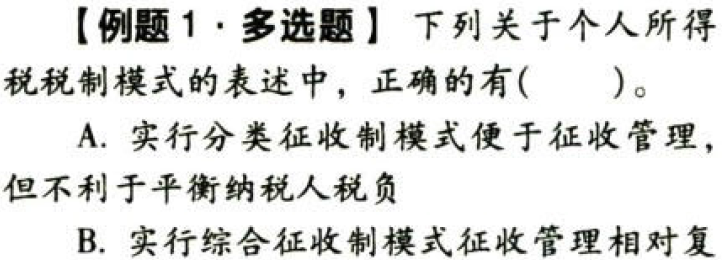 【例题1·多选题】 下列关于个人所得
税税制模式的表述中，正确的有(　　)。
A. 实行分类征收制模式便于征收管理，
但不利于平衡纳税人税负
B. 实行综合征收制模式征收管理相对复